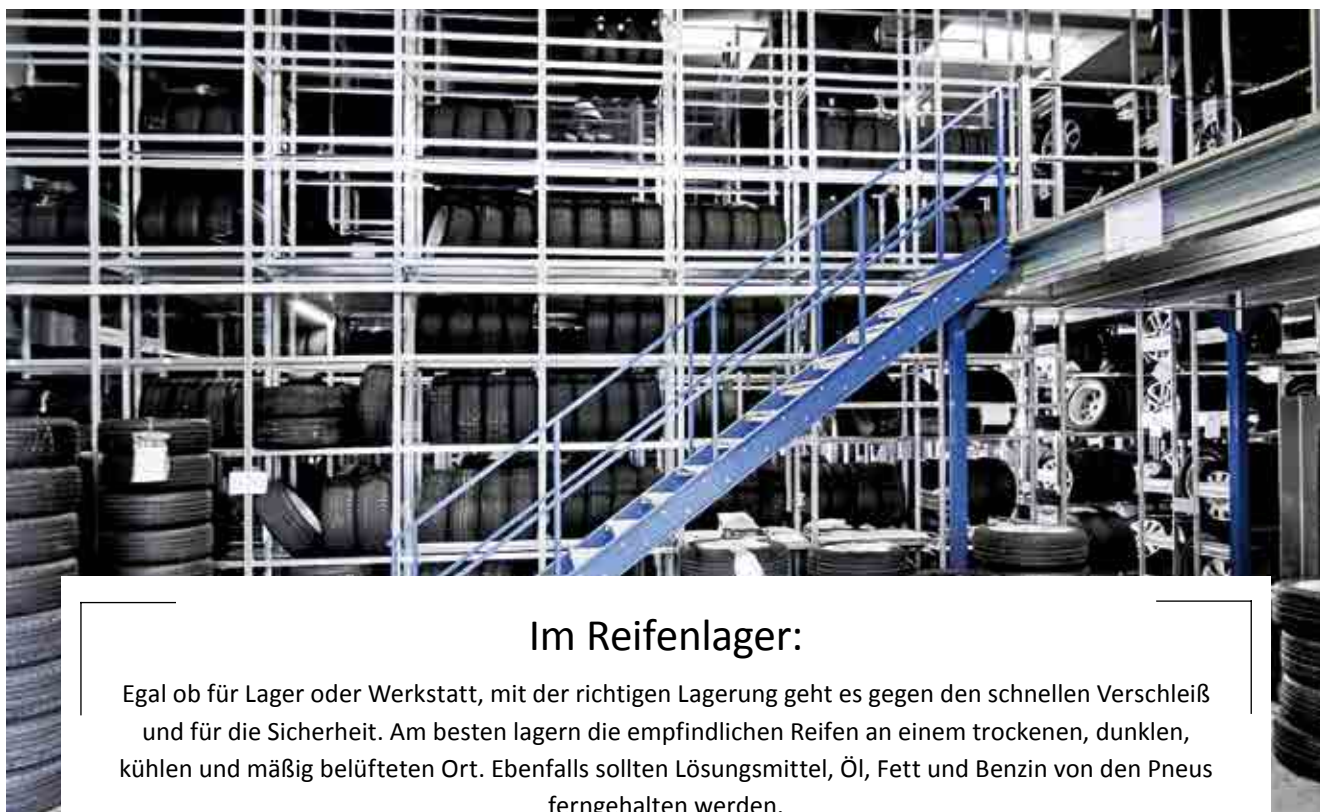 Im Reifenlager:
Egal ob für Lager oder Werkstatt, mit der richtigen Lagerung geht es gegen den schnellen Verschleiß
und für die Sicherheit. Am besten lagern die empfindlichen Reifen an einem trockenen, dunklen,
kühlen und mäßig belüfteten Ort. Ebenfalls sollten Lösungsmittel, Öl, Fett und Benzin von den Pneus
ferngehalten werden.